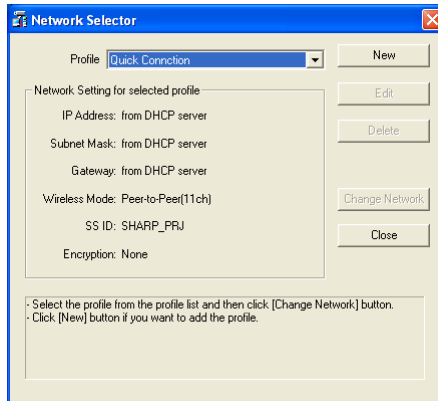 Network Selector
Profile Quick Connction New
Network Setting for selected profile Edit
IP Address: from DHCP server
Delete
Subnet Mask: from DHCP server
Gateway: from DHCP server
Wireless Mode: Peer-to-Peer(11ch) Change Network
SS ID: SHARP_PRJ
Close
Encryption: None
- Select the profile from the profile list and then click [Change Network] button.
- Click [New] button if you want to add the profile.